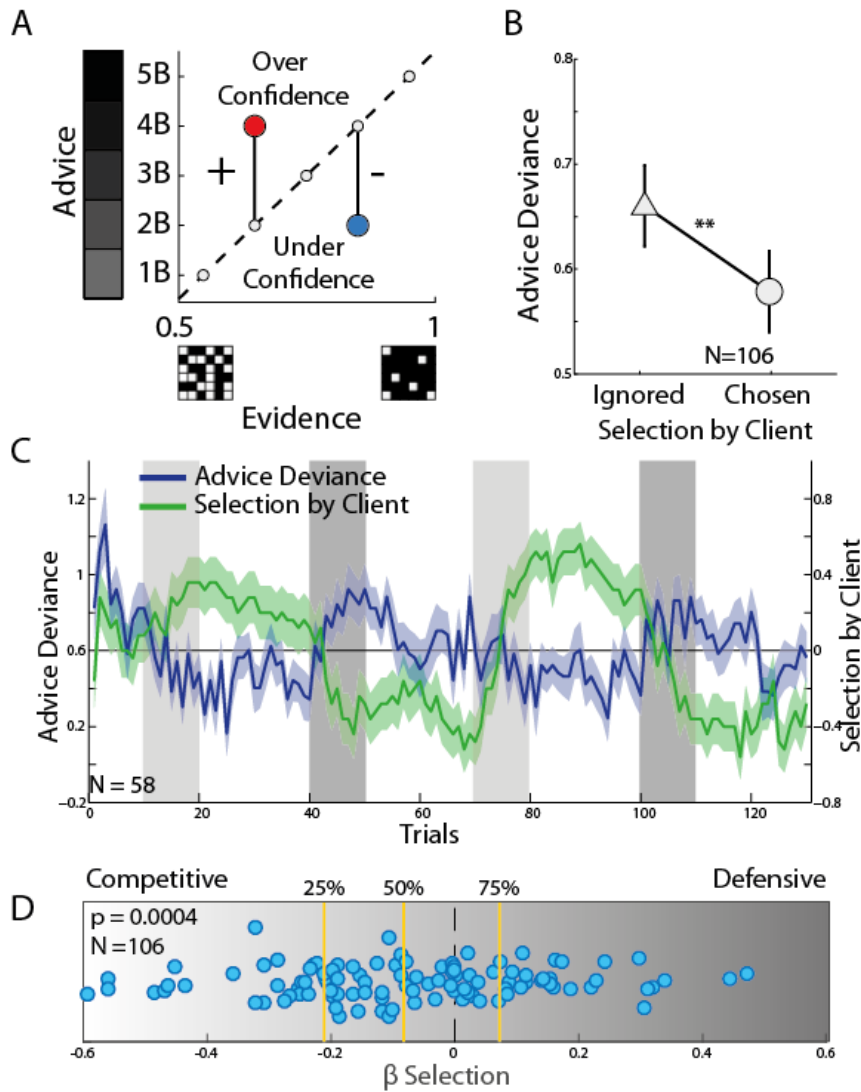 A
Advice
5B
4B
3B
2B
1B
Over
Confidence
+
-
Under
Confidence
0.5
1
Evidence
B
Advice Deviance
0.8
0.7
0.6
0.5
**
N=106
Ignored
Chosen
Selection by Client
C
Advice Deviance
Selection by Client
Advice Deviance
1.2
1
0.6
0.2
−0.2
Selection by Client
0.8
0.4
0
−0.4
−0.8
N = 58
0
20
40
60
80
100
120
Trials
D
Competitive
25%
50%
75%
Defensive
p = 0.0004
N =106
-0.6
-0.4
-0.2
0
0.2
0.4
0.6
β Selection